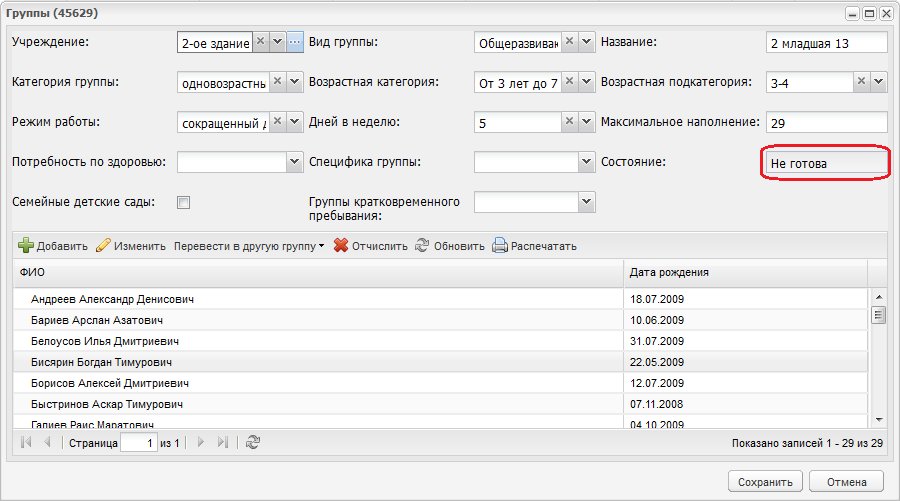 Группы (45629)
Учреждение: 2-ое здание Вид группы: Общеразвиваю Название: 2 младшая 13
Категория группы: одновозрастнь Возрастная категория: От 3 лет до 7 Возрастная подкатегория: 3-4
Режим работы: сокращенный д Дней в неделю: 5 Максимальное наполнение: 29
Потребность по здоровью: Специфика группы: Состояние: Не готова
Семейные детские сады: Группы кратковременного
пребывания:
Добавить Изменить Перевести в другую группу Отчислить Обновить Распечатать
ФИО Дата рождения
Андреев Александр Денисович 18.07.2009
Бариев Арслан Азатович 10.06.2009
Белоусов Илья Дмитриевич 31.07.2009
Бисярин Богдан Тимурович 22.05.2009
Борисов Алексей Дмитриевич 12.07.2009
Быстринов Аскар Тимурович 07.11.2008
Галиев Раис Маратович 04.10.2009
Страница 1 из 1 Показано записей 1 - 29 из 29
Сохранить Отмена